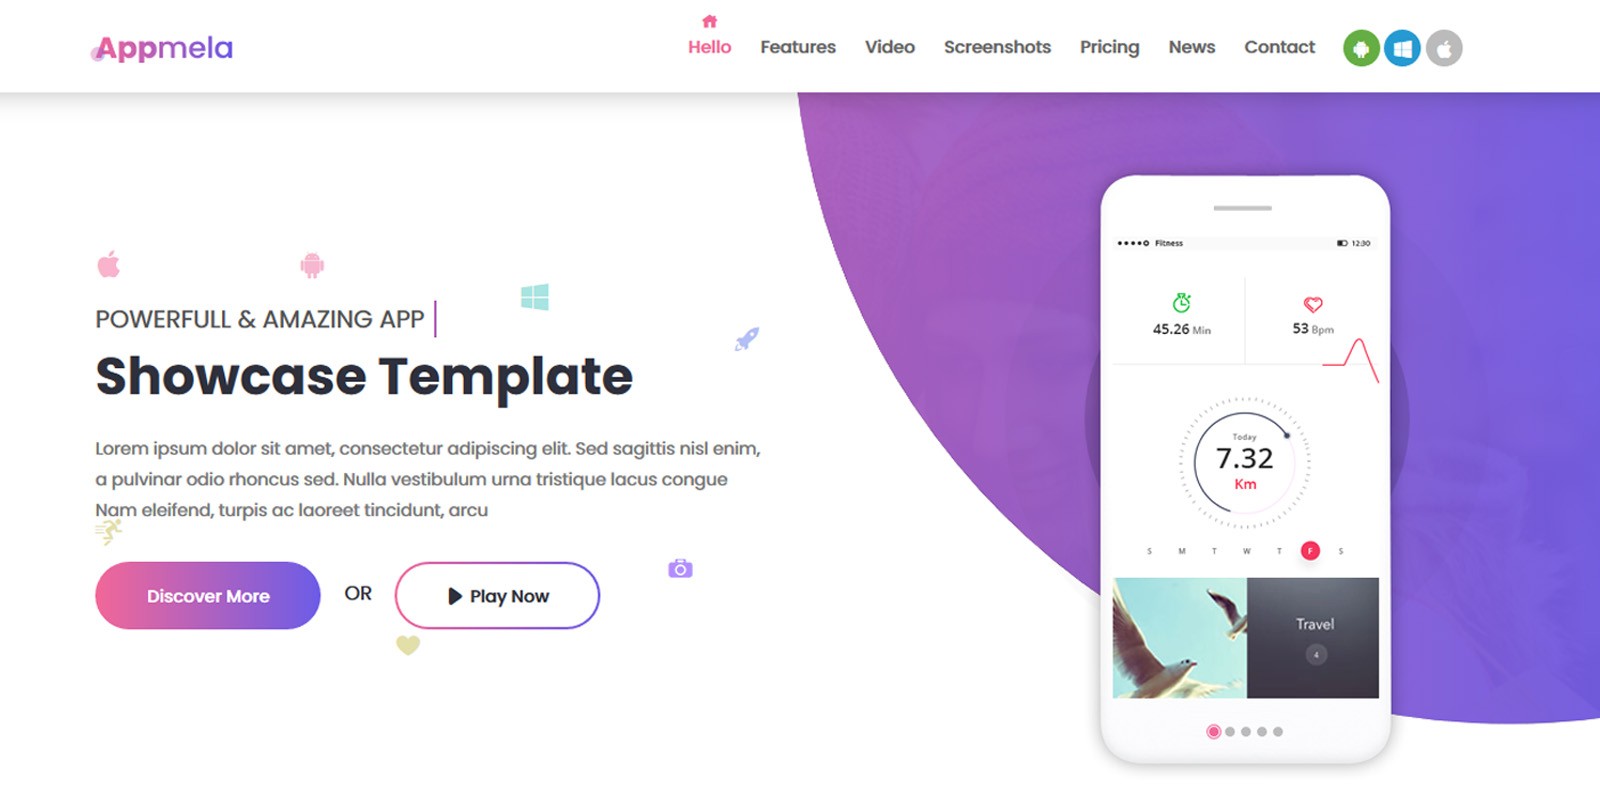 Appmela
Hello Features Video Screenshots Pricing News Contact
POWERFULL & AMAZING APP
Showcase Template
Lorem ipsum dolor sit amet, consectetur adipiscing elit. Sed sagittis nisl enim,
a pulvinar odio rhoncus sed. Nulla vestibulum urna tristique lacus congue
Nam eleifend, turpis ac laoreet tincidunt, arcu
Discover More OR Play Now
Fitness 12:30
45.26 Min 53 Bpm
Today
7.32
Km
S M T W T F S
Travel
4